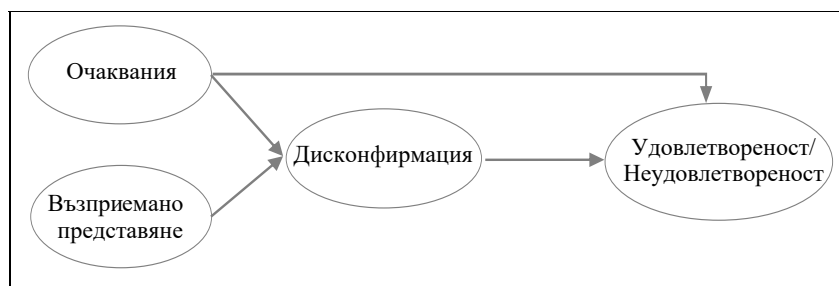 Очаквания
Дисконфирмация
Удовлетвореност/
Неудовлетвореност
Възприемано
представяне